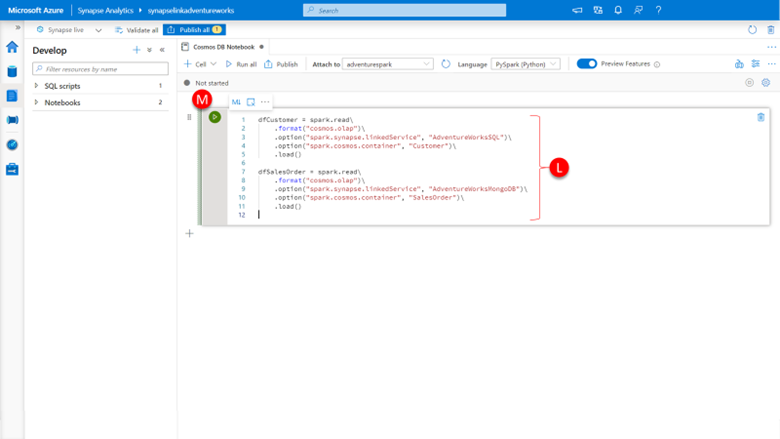 Microsoft Azure Synapse Analytics synapselinkadventureworks Search
Synapse live Validate all Publish all 1
Develop
Filter resources by name
SQL scripts 1
Notebooks 2
Cosmos DB Notebook
Cell Run all Publish Attach to adventurespark Language PySpark (Python) Preview Features
Not started
M
M↓
1 dfCustomer = spark.read\
2 .format("cosmos.olap")\
3 .option("spark.synapse.linkedService", "AdventureWorksSQL")\
4 .option("spark.cosmos.container", "Customer")\
5 .load()
6
7 dfSalesOrder = spark.read\
8 .format("cosmos.olap")\
9 .option("spark.synapse.linkedService", "AdventureWorksMongoDB")\
10 .option("spark.cosmos.container", "SalesOrder")\
11 .load()
12
L